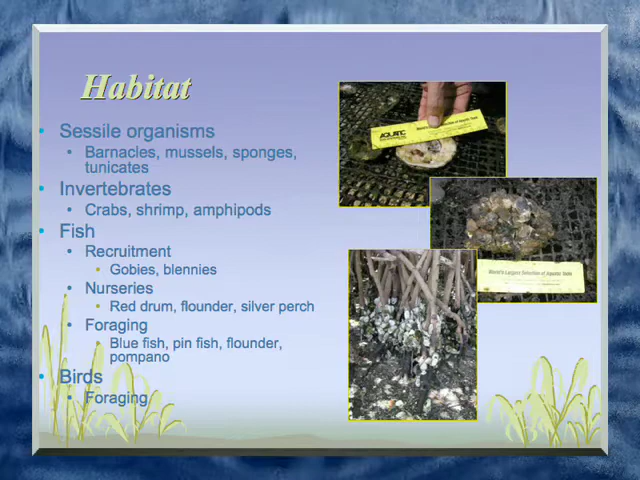 Habitat
• Sessile organisms
• Barnacles, mussels, sponges,
tunicates
• Invertebrates
• Crabs, shrimp, amphipods
• Fish
• Recruitment
• Gobies, blennies
• Nurseries
• Red drum, flounder, silver perch
• Foraging
• Blue fish, pin fish, flounder,
pompano
• Birds
• Foraging
World's Largest Selection of Aquatic Tools
World's Largest Selection of Aquatic Tools